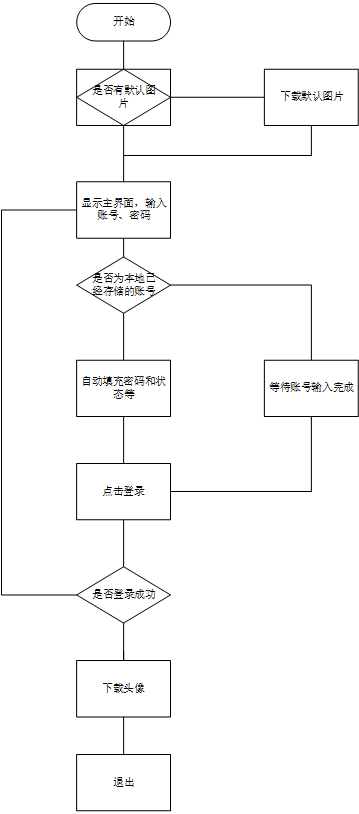 开始
是否有默认图
片
下载默认图片
显示主界面，输入
账号、密码
是否为本地已
经存储的账号
自动填充密码和状
态等
等待账号输入完成
点击登录
是否登录成功
下载头像
退出